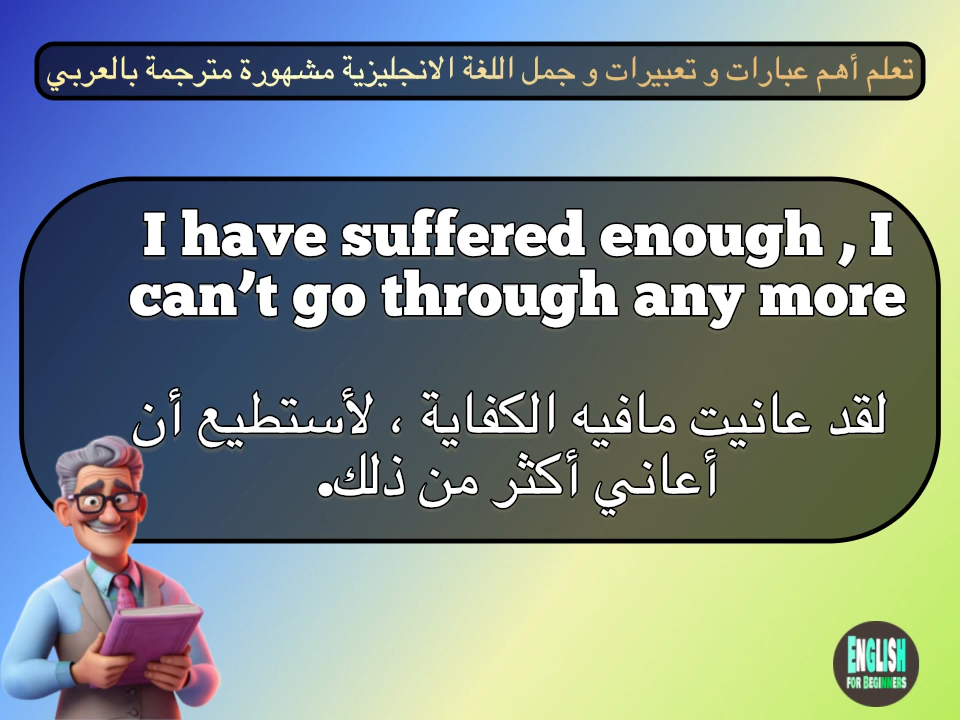 تعلم أهم عبارات و تعبيرات و جمل اللغة الانجليزية مشهورة مترجمة بالعربي
I have suffered enough , I
can’t go through any more
لقد عانيت مافيه الكفاية ، لأستطيع أن
أعاني أكثر من ذلك.
ENGLISH
FOR BEGINNERS